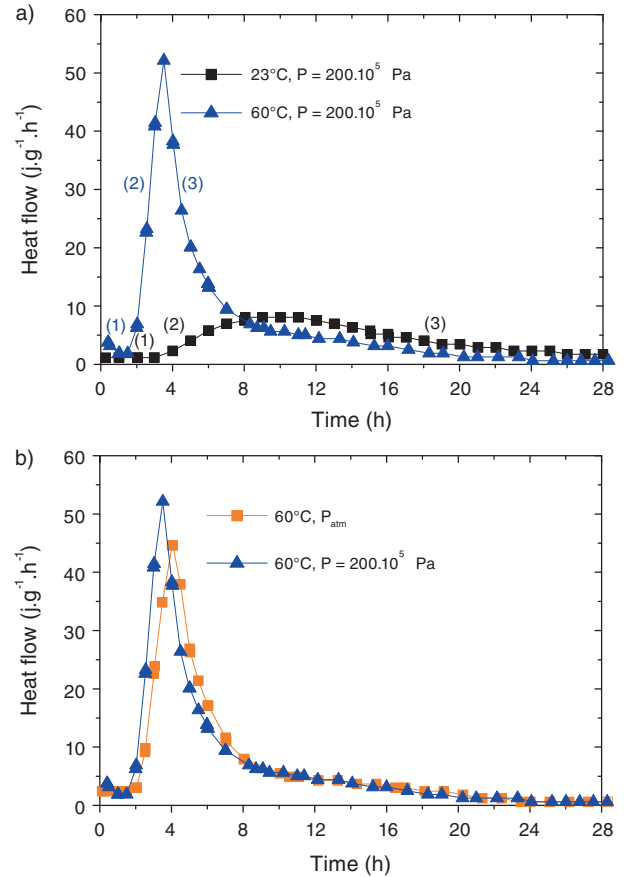 a)
60
50
40
30
20
10
0
Heat flow (j.g⁻¹.h⁻¹)
23°C, P = 200.10⁵ Pa
60°C, P = 200.10⁵ Pa
(2)
(3)
(1)
(1)
(2)
(3)
0 4 8 12 16 20 24 28
Time (h)
b)
60
50
40
30
20
10
0
Heat flow (j.g⁻¹.h⁻¹)
60°C, Patm
60°C, P = 200.10⁵ Pa
0 4 8 12 16 20 24 28
Time (h)